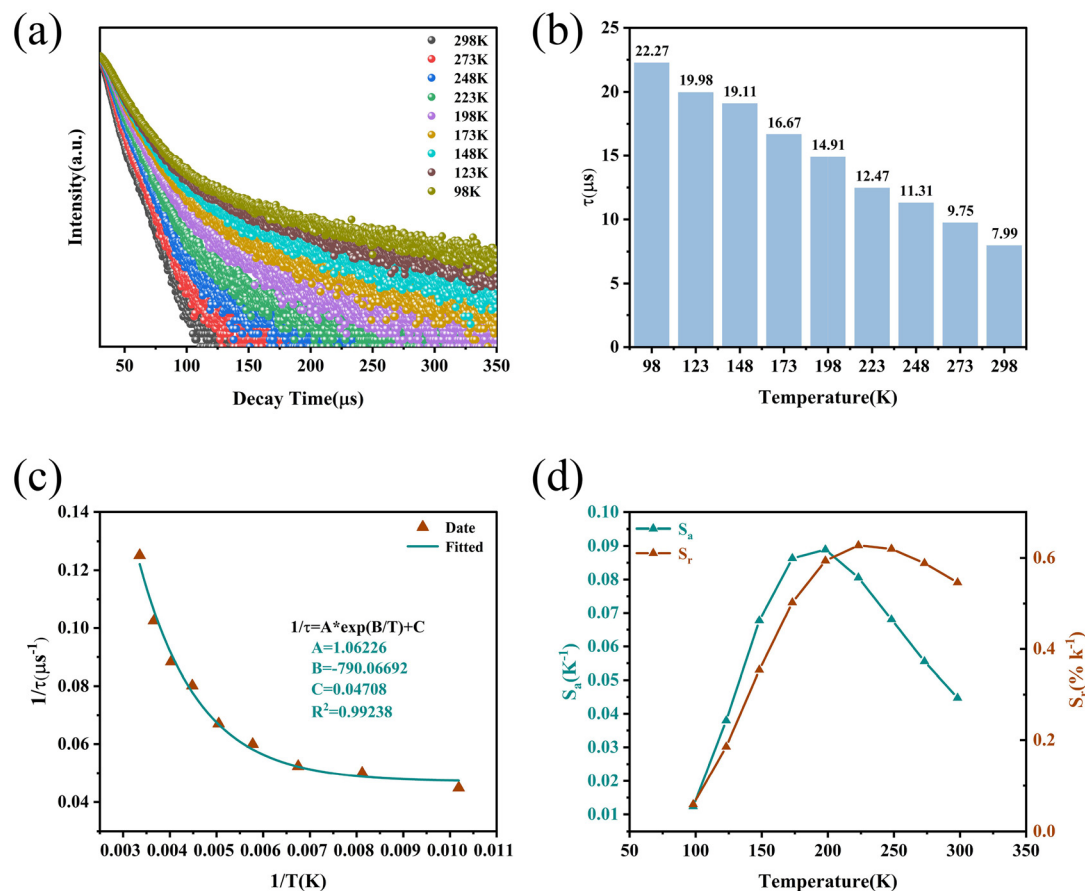 (a)
298K
273K
248K
223K
198K
173K
148K
123K
98K
Intensity(a.u.)
50 100 150 200 250 300 350
Decay Time(μs)
(b)
25
20
15
10
5
0
τ(μs)
22.27
19.98
19.11
16.67
14.91
12.47
11.31
9.75
7.99
98 123 148 173 198 223 248 273 298
Temperature(K)
(c)
0.14
0.12
0.10
0.08
0.06
0.04
1/τ(μs⁻¹)
Date
Fitted
1/τ=A*exp(B/T)+C
A=1.06226
B=-790.06692
C=0.04708
R²=0.99238
0.003 0.004 0.005 0.006 0.007 0.008 0.009 0.010 0.011
1/T(K)
(d)
0.10
0.09
0.08
0.07
0.06
0.05
0.04
0.03
0.02
0.01
Sₐ(K⁻¹)
Sₐ
Sᵣ
0.6
0.4
0.2
0.0
Sᵣ(% k⁻¹)
50 100 150 200 250 300 350
Temperature(K)